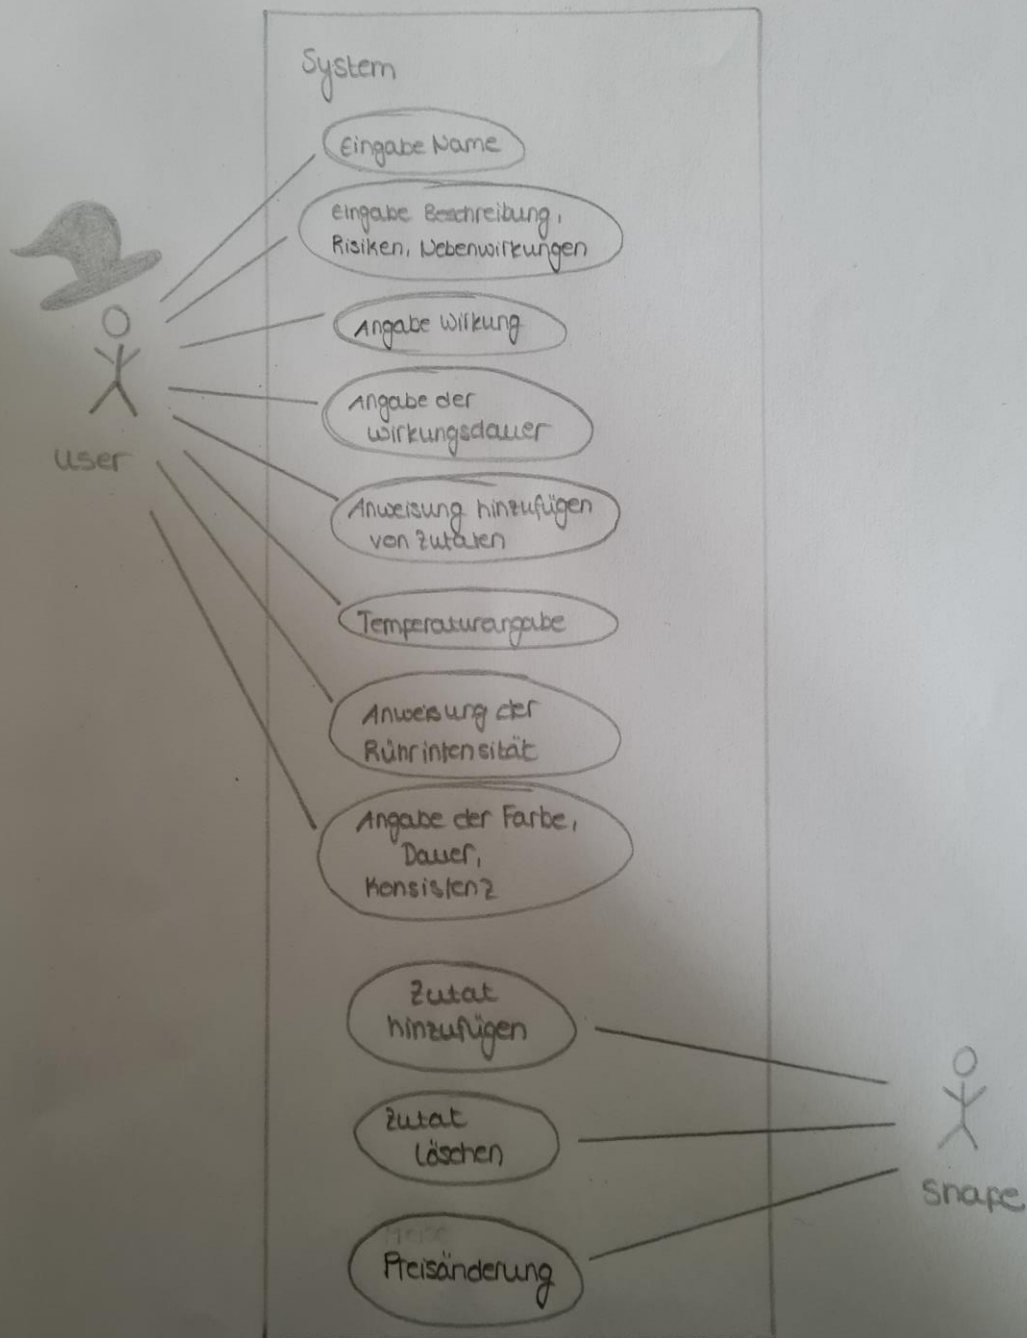 System
Eingabe Name
Eingabe Beschreibung,
Risiken, Nebenwirkungen
Angabe Wirkung
Angabe der
Wirkungsdauer
user
Anweisung hinzufügen
von Zutaten
Temperaturangabe
Anweisung der
Rührintensität
Angabe der Farbe,
Dauer,
Konsistenz
Zutat
hinzufügen
Zutat
Löschen
Snape
Preisänderung